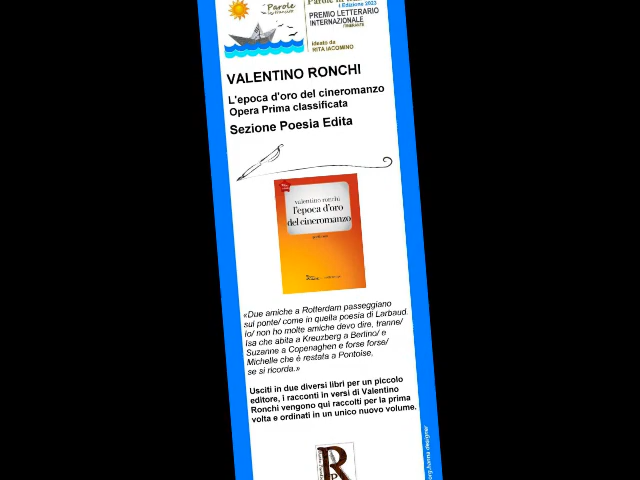 Parole
I Edizione 2023
PREMIO LETTERARIO
INTERNAZIONALE
ITINERANTE
Ideato da
RITA IACOMINO
VALENTINO RONCHI
L'epoca d'oro del cineromanzo
Opera Prima classificata
Sezione Poesia Edita
valentino ronchi
l'epoca d'oro
del cineromanzo
«Due amiche a Rotterdam passeggiano
sul ponte/ come in quella poesia di Larbaud.
Io/ non ho molte amiche devo dire, tranne/
Isa che abita a Kreuzberg a Berlino/ e
Suzanne a Copenaghen e forse forse/
Michelle che è restata a Pontoise,
se si ricorda.»
Usciti in due diversi libri per un piccolo
editore, i racconti in versi di Valentino
Ronchi vengono qui raccolti per la prima
volta e ordinati in un unico nuovo volume.
R
designer